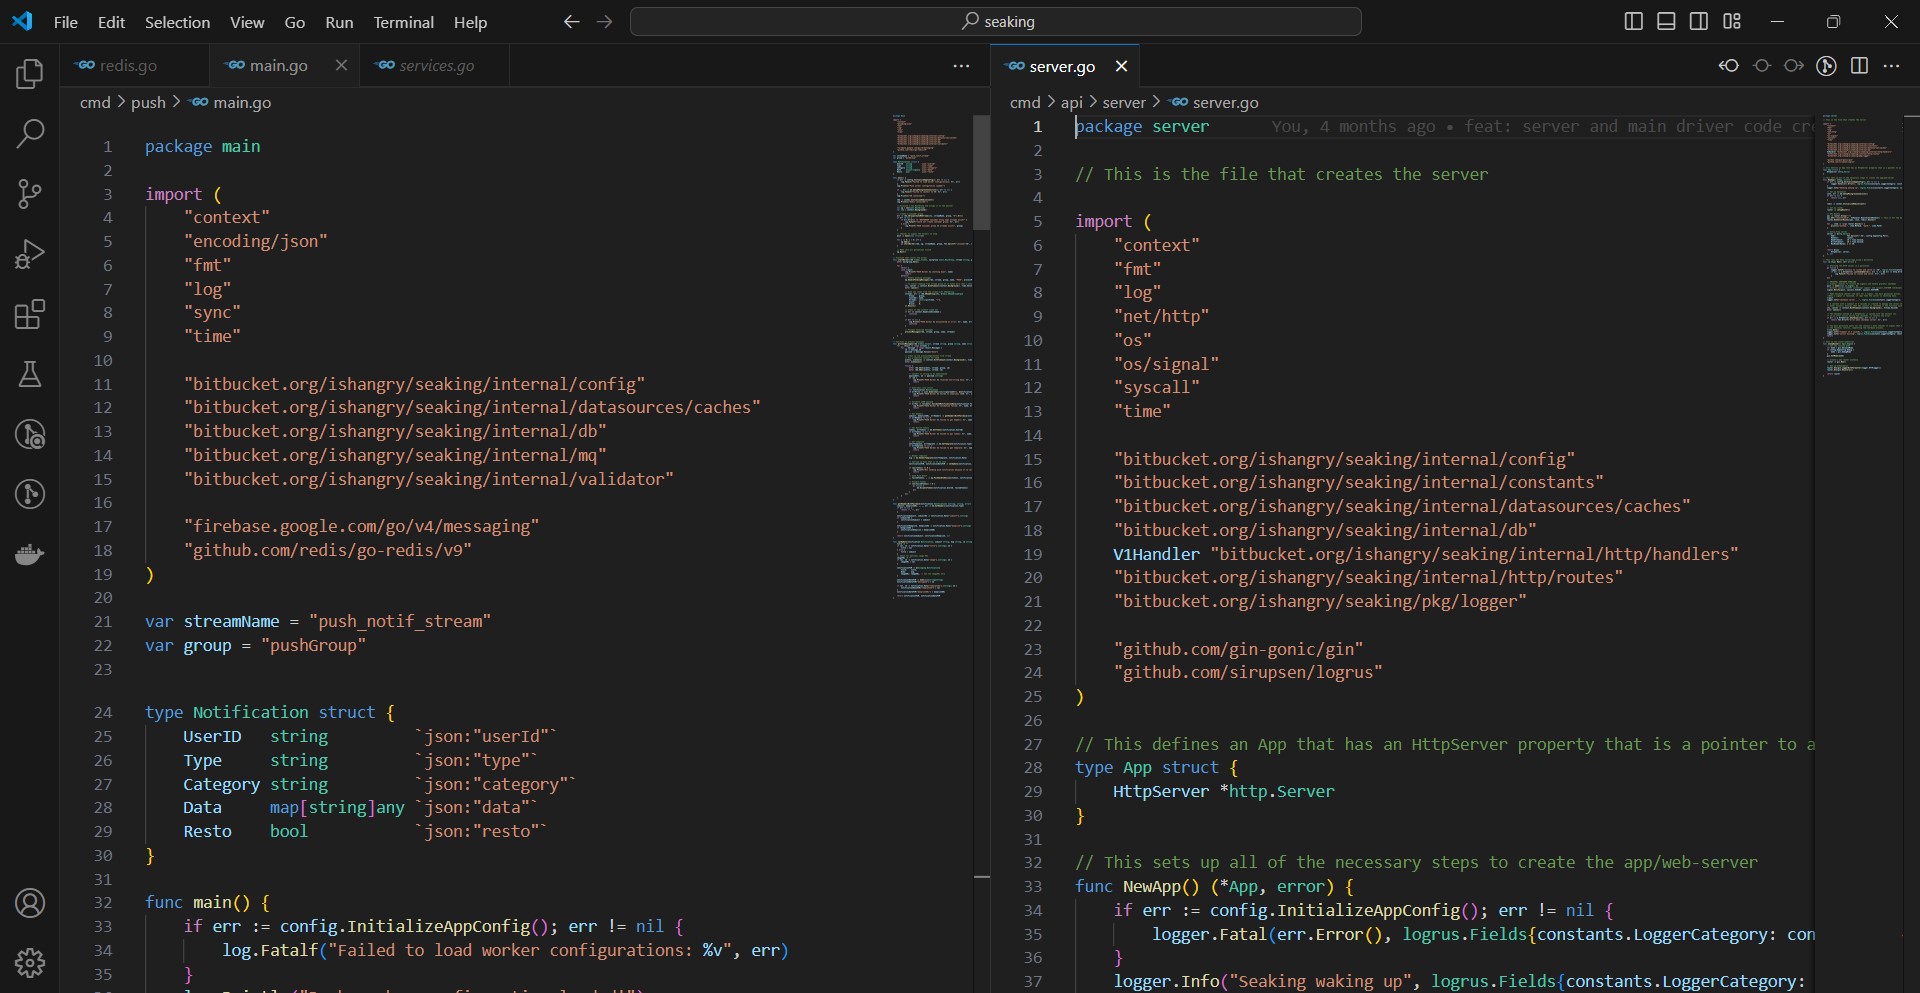 File Edit Selection View Go Run Terminal Help
seaking
redis.go main.go services.go
cmd > push > main.go
1 package main
2
3 import (
4 "context"
5 "encoding/json"
6 "fmt"
7 "log"
8 "sync"
9 "time"
10
11 "bitbucket.org/ishangry/seaking/internal/config"
12 "bitbucket.org/ishangry/seaking/internal/datasources/caches"
13 "bitbucket.org/ishangry/seaking/internal/db"
14 "bitbucket.org/ishangry/seaking/internal/mq"
15 "bitbucket.org/ishangry/seaking/internal/validator"
16
17 "firebase.google.com/go/v4/messaging"
18 "github.com/redis/go-redis/v9"
19 )
20
21 var streamName = "push_notif_stream"
22 var group = "pushGroup"
23
24 type Notification struct {
25 UserID string `json:"userId"`
26 Type string `json:"type"`
27 Category string `json:"category"`
28 Data map[string]any `json:"data"`
29 Resto bool `json:"resto"`
30 }
31
32 func main() {
33 if err := config.InitializeAppConfig(); err != nil {
34 log.Fatalf("Failed to load worker configurations: %v", err)
35 }
server.go
cmd > api > server > server.go
1 package server You, 4 months ago • feat: server and main driver code cr
2
3 // This is the file that creates the server
4
5 import (
6 "context"
7 "fmt"
8 "log"
9 "net/http"
10 "os"
11 "os/signal"
12 "syscall"
13 "time"
14
15 "bitbucket.org/ishangry/seaking/internal/config"
16 "bitbucket.org/ishangry/seaking/internal/constants"
17 "bitbucket.org/ishangry/seaking/internal/datasources/caches"
18 "bitbucket.org/ishangry/seaking/internal/db"
19 V1Handler "bitbucket.org/ishangry/seaking/internal/http/handlers"
20 "bitbucket.org/ishangry/seaking/internal/http/routes"
21 "bitbucket.org/ishangry/seaking/pkg/logger"
22
23 "github.com/gin-gonic/gin"
24 "github.com/sirupsen/logrus"
25 )
26
27 // This defines an App that has an HttpServer property that is a pointer to a
28 type App struct {
29 HttpServer *http.Server
30 }
31
32 // This sets up all of the necessary steps to create the app/web-server
33 func NewApp() (*App, error) {
34 if err := config.InitializeAppConfig(); err != nil {
35 logger.Fatal(err.Error(), logrus.Fields{constants.LoggerCategory: con
36 }
37 logger.Info("Seaking waking up", logrus.Fields{constants.LoggerCategory: